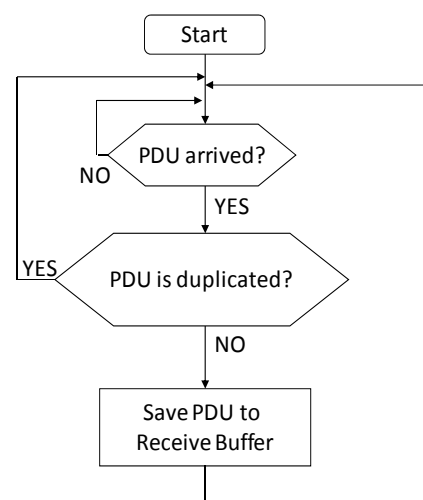 Start
PDU arrived?
NO
YES
PDU is duplicated?
YES
NO
Save PDU to
Receive Buffer